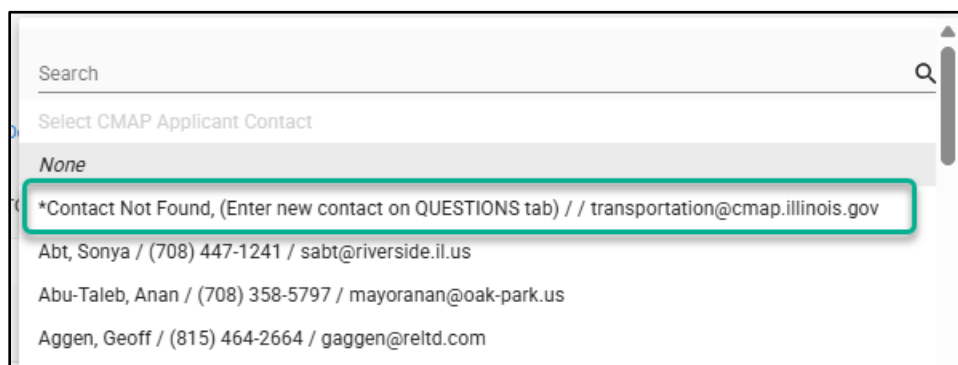 Search
Select CMAP Applicant Contact
None
*Contact Not Found, (Enter new contact on QUESTIONS tab) / / transportation@cmap.illinois.gov
Abt, Sonya / (708) 447-1241 / sabt@riverside.il.us
Abu-Taleb, Anan / (708) 358-5797 / mayoranan@oak-park.us
Aggen, Geoff / (815) 464-2664 / gaggen@reltd.com